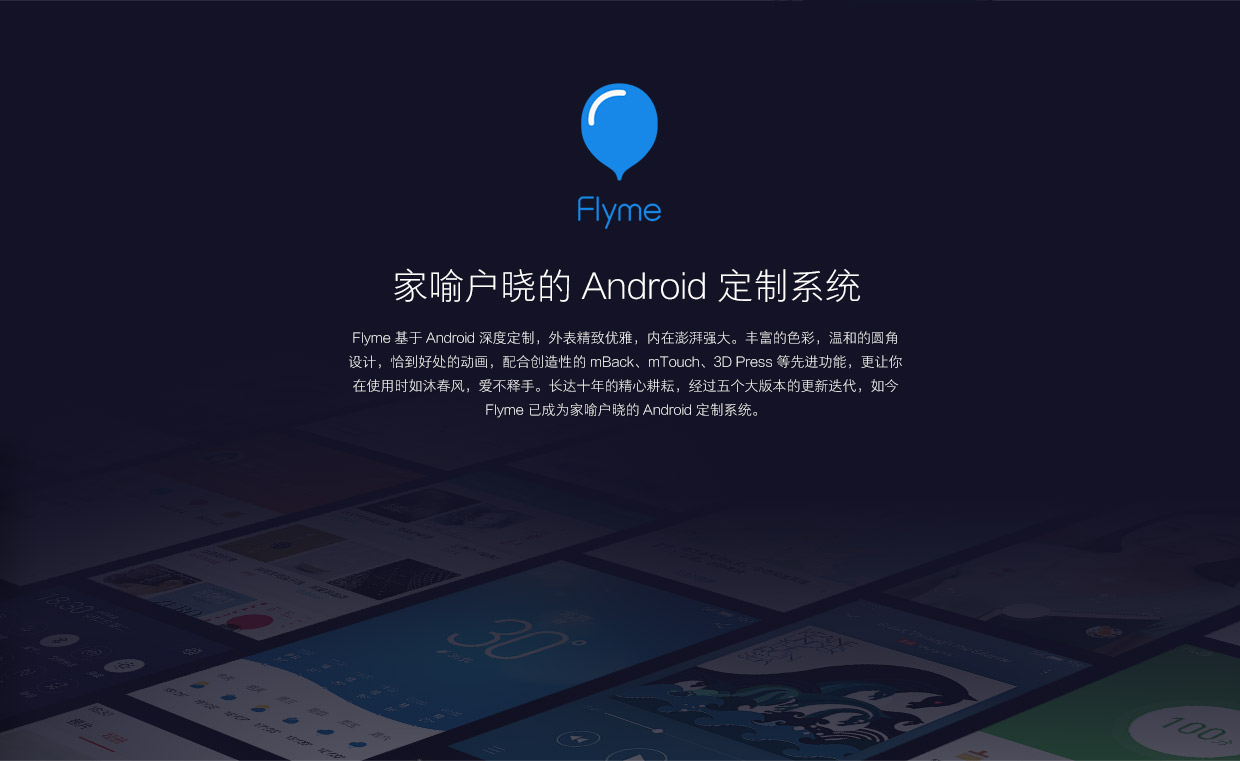 Flyme
家喻户晓的 Android 定制系统
Flyme 基于 Android 深度定制，外表精致优雅，内在澎湃强大。丰富的色彩，温和的圆角
设计，恰到好处的动画，配合创造性的 mBack、mTouch、3D Press 等先进功能，更让你
在使用时如沐春风，爱不释手。长达十年的精心耕耘，经过五个大版本的更新迭代，如今
Flyme 已成为家喻户晓的 Android 定制系统。
30°
100分